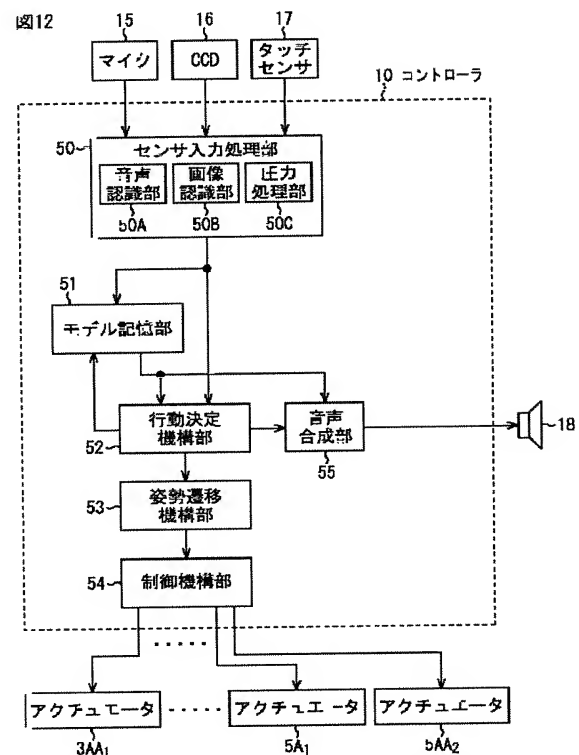 図12
15
16
17
マイク
CCD
タッチ
センサ
10 コントローラ
50
センサ入力処理部
音声
認識部
画像
認識部
圧力
処理部
50A
50B
50C
51
モデル記憶部
行動決定
機構部
52
音声
合成部
55
18
姿勢遷移
機構部
53
制御機構部
54
.....
アクチュエータ
.....
アクチュエータ
アクチュエータ
3AA₁
5A₁
5AA₂